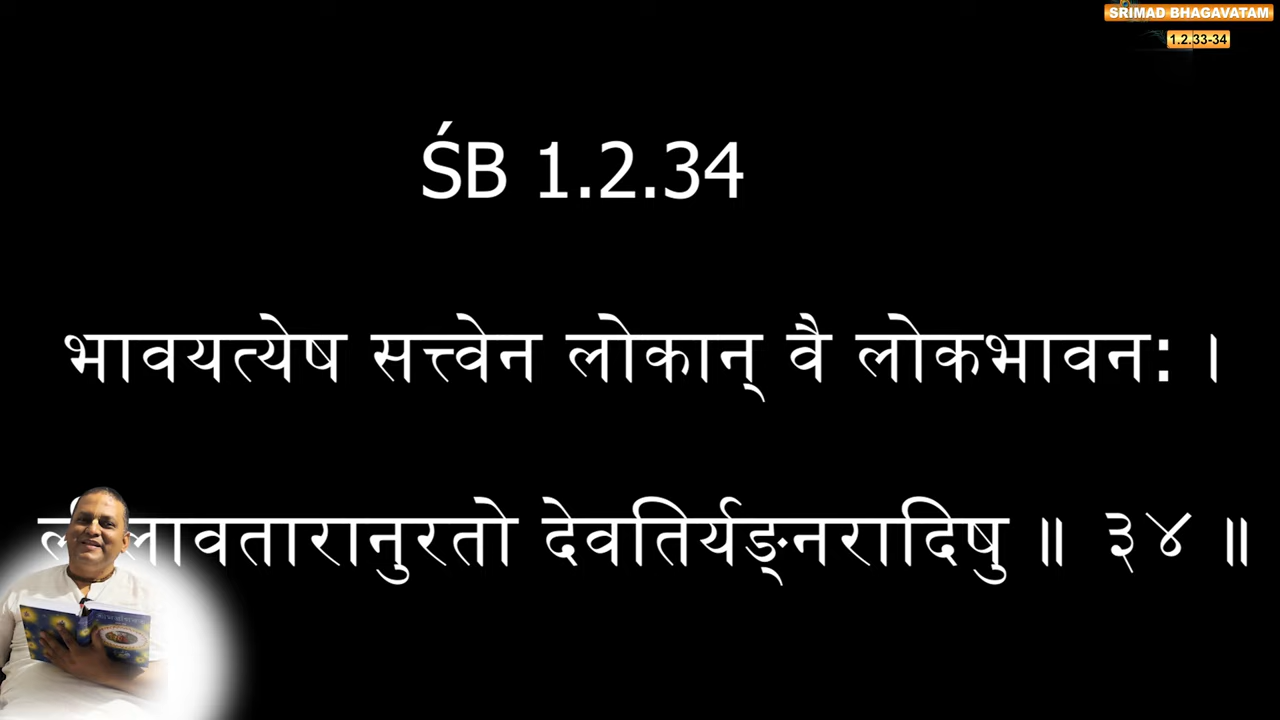 SRIMAD BHAGAVATAM
1.2.33-34
ŚB 1.2.34
भावयत्येष सत्त्वेन लोकान् वै लोकभावन: ।
देवतिर्यङ्‌नरादिषु ॥ ३४ ॥